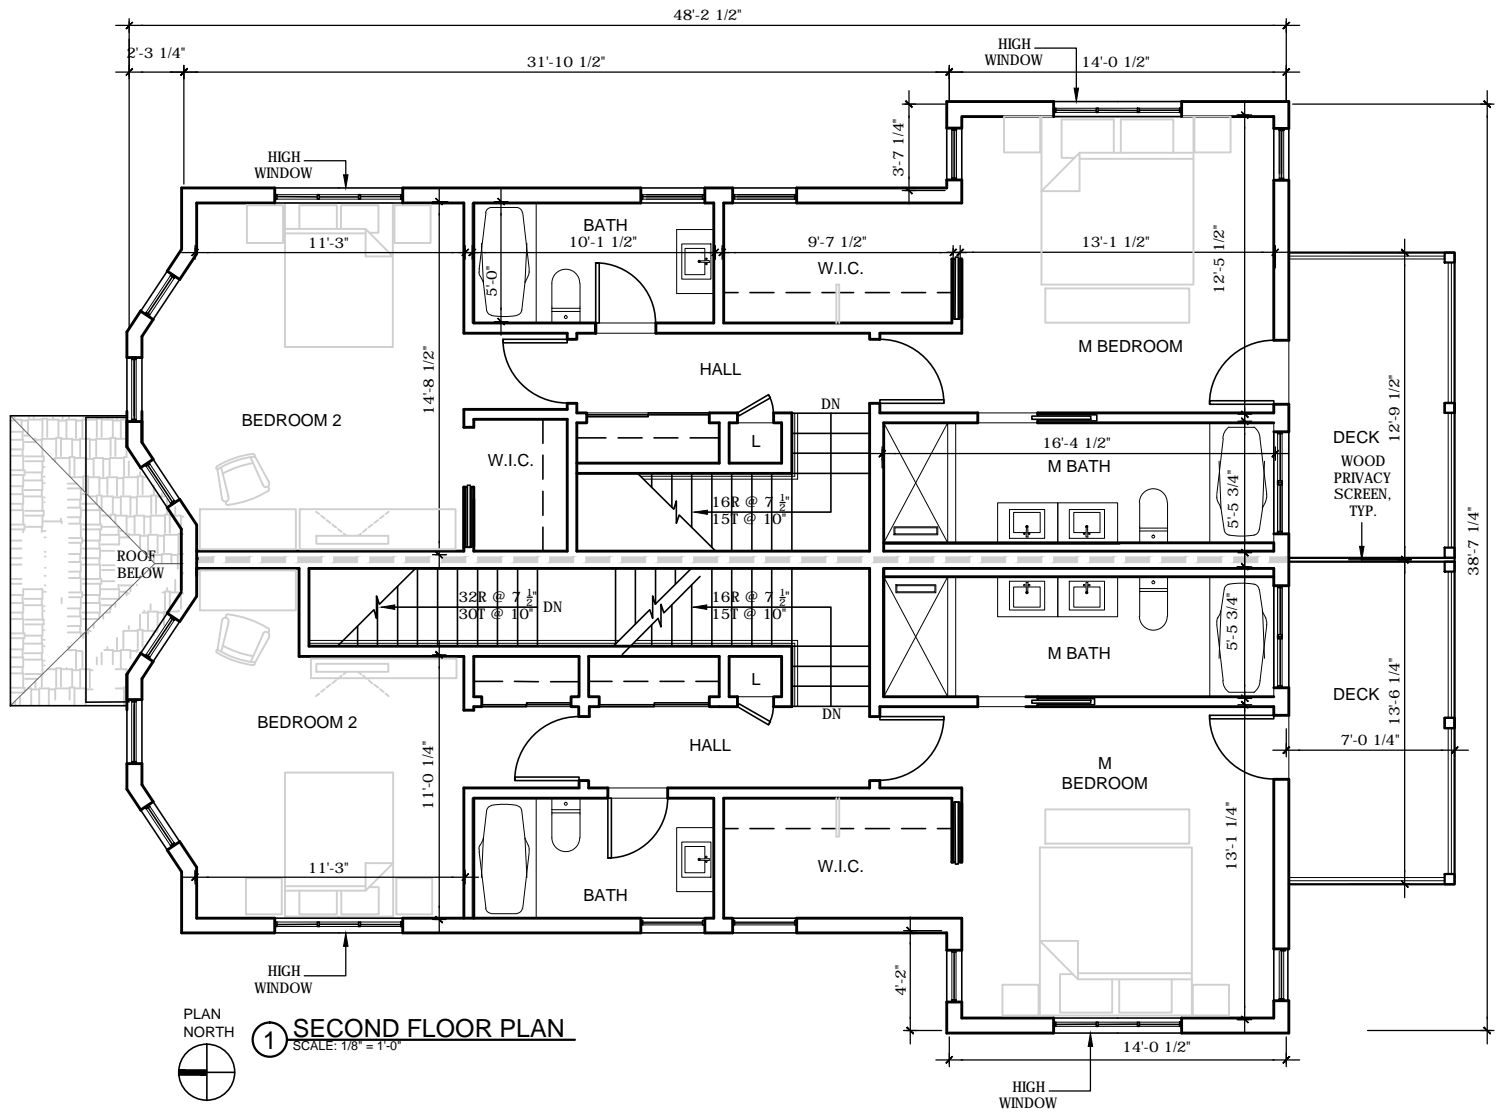 48'-2 1/2"
2'-3 1/4"
31'-10 1/2"
14'-0 1/2"
HIGH
WINDOW
3'-7 1/4"
HIGH
WINDOW
BATH
11'-3"
10'-1 1/2"
9'-7 1/2"
13'-1 1/2"
12'-5 1/2"
5'-0"
W.I.C.
M BEDROOM
HALL
14'-8 1/2"
BEDROOM 2
DN
L
W.I.C.
16'-4 1/2"
M BATH
5'-5 3/4"
DECK
12'-9 1/2"
WOOD
PRIVACY
SCREEN,
TYP.
16R @ 7 1/2"
15T @ 10"
38'-7 1/4"
ROOF
BELOW
32R @ 7 1/2"
30T @ 10"
DN
16R @ 7 1/2"
15T @ 10"
5'-5 3/4"
M BATH
L
DN
DECK
13'-6 1/4"
7'-0 1/4"
BEDROOM 2
HALL
M
BEDROOM
11'-0 1/4"
13'-1 1/4"
11'-3"
BATH
W.I.C.
HIGH
WINDOW
4'-2"
PLAN
NORTH
1 SECOND FLOOR PLAN
SCALE: 1/8" = 1'-0"
14'-0 1/2"
HIGH
WINDOW